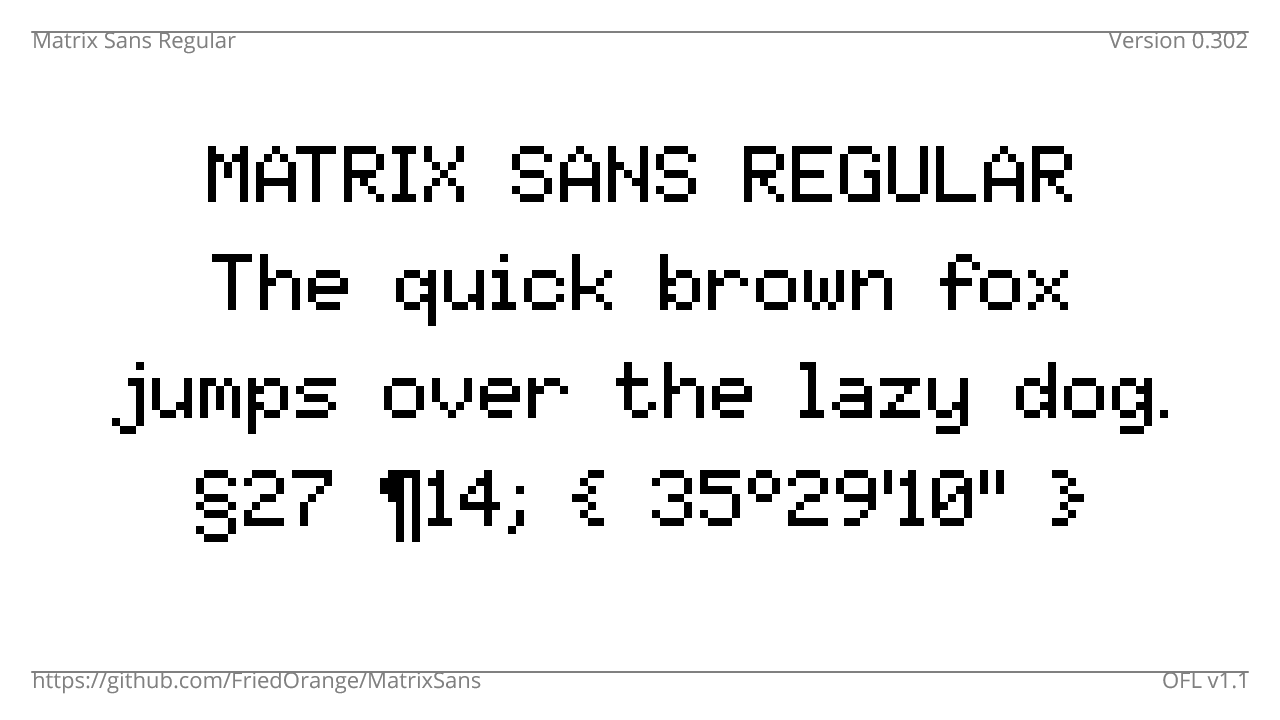 Matrix Sans Regular
Version 0.302
MATRIX SANS REGULAR
The quick brown fox
jumps over the lazy dog.
§27 ¶14; { 35°29'10" }
https://github.com/FriedOrange/MatrixSans
OFL v1.1